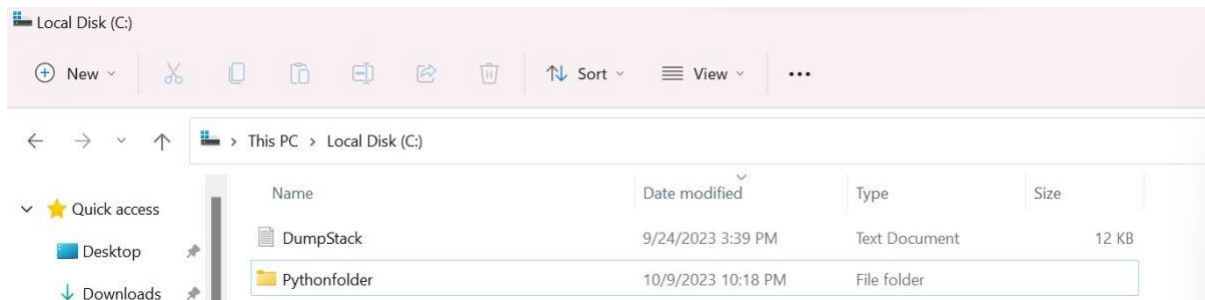 Local Disk (C:)
New
Sort
View
This PC > Local Disk (C:)
Name Date modified Type Size
Quick access
DumpStack 9/24/2023 3:39 PM Text Document 12 KB
Desktop
Pythonfolder 10/9/2023 10:18 PM File folder
Downloads